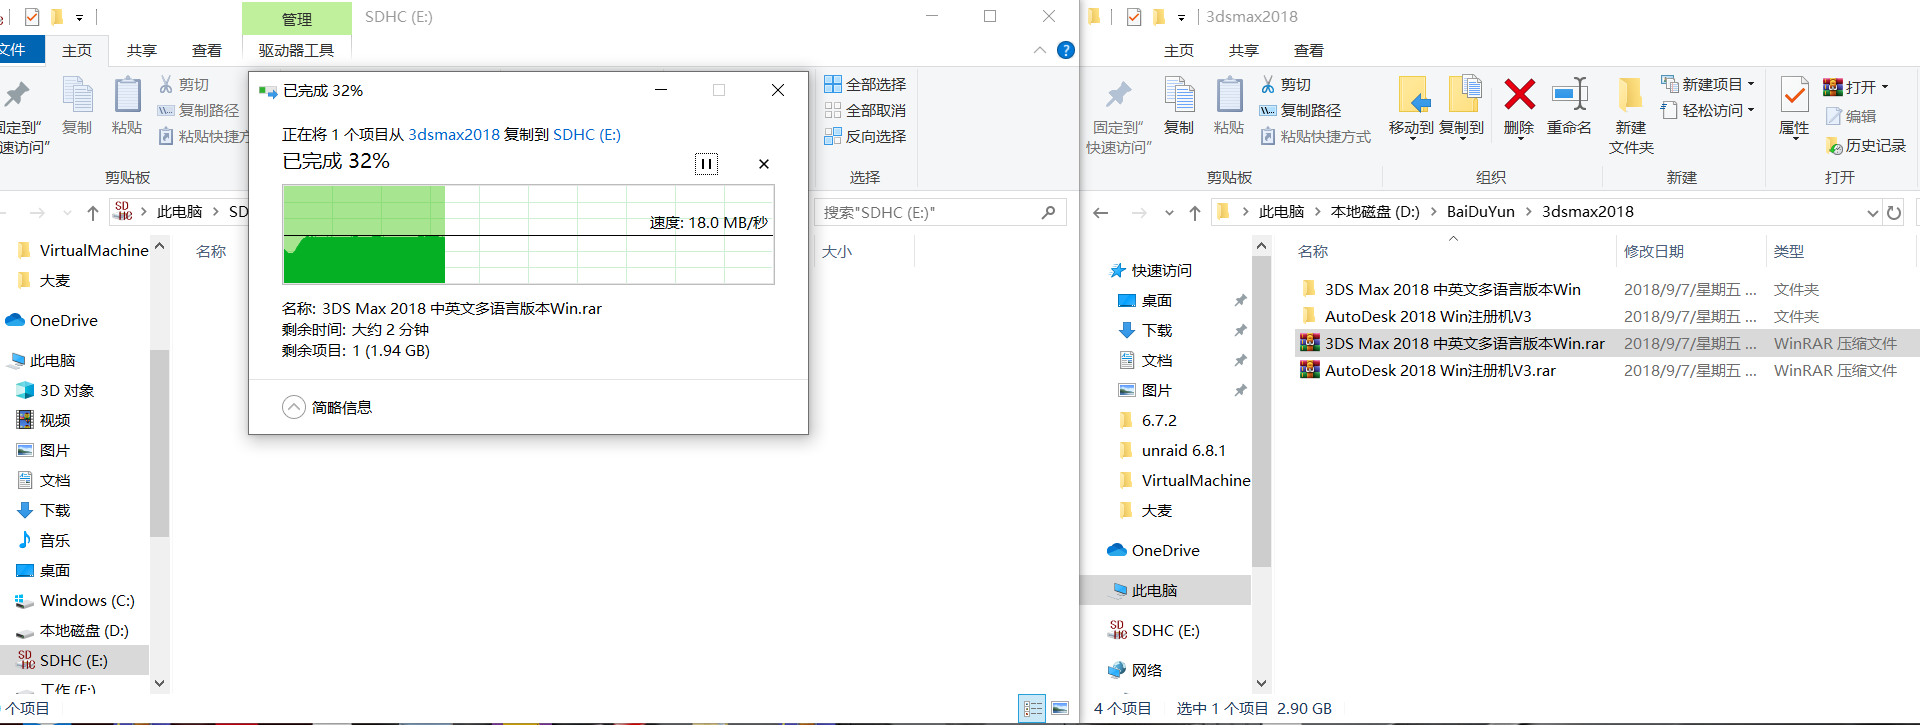 管理
SDHC (E:)
文件
主页
共享
查看
驱动器工具
固定到"
快速访问"
复制
粘贴
剪切
复制路径
粘贴快捷方
剪贴板
全部选择
全部取消
反向选择
选择
此电脑
SD
搜索"SDHC (E:)"
名称
大小
VirtualMachine
大麦
OneDrive
此电脑
3D 对象
视频
图片
文档
下载
音乐
桌面
Windows (C:)
本地磁盘 (D:)
SDHC (E:)
工作 (F:)
个项目
已完成 32%
正在将 1 个项目从 3dsmax2018 复制到 SDHC (E:)
已完成 32%
速度: 18.0 MB/秒
名称: 3DS Max 2018 中英文多语言版本Win.rar
剩余时间: 大约 2 分钟
剩余项目: 1 (1.94 GB)
简略信息
3dsmax2018
主页
共享
查看
固定到"
快速访问"
复制
粘贴
剪切
复制路径
粘贴快捷方式
剪贴板
移动到
复制到
删除
重命名
组织
新建
文件夹
新建项目
轻松访问
新建
属性
打开
编辑
历史记录
打开
此电脑
本地磁盘 (D:)
BaiDuYun
3dsmax2018
名称
修改日期
类型
快速访问
桌面
下载
文档
图片
6.7.2
unraid 6.8.1
VirtualMachine
大麦
OneDrive
此电脑
SDHC (E:)
网络
3DS Max 2018 中英文多语言版本Win 2018/9/7/星期五 ... 文件夹
AutoDesk 2018 Win注册机V3 2018/9/7/星期五 ... 文件夹
3DS Max 2018 中英文多语言版本Win.rar 2018/9/7/星期五 ... WinRAR 压缩文件
AutoDesk 2018 Win注册机V3.rar 2018/9/7/星期五 ... WinRAR 压缩文件
4 个项目
选中 1 个项目 2.90 GB